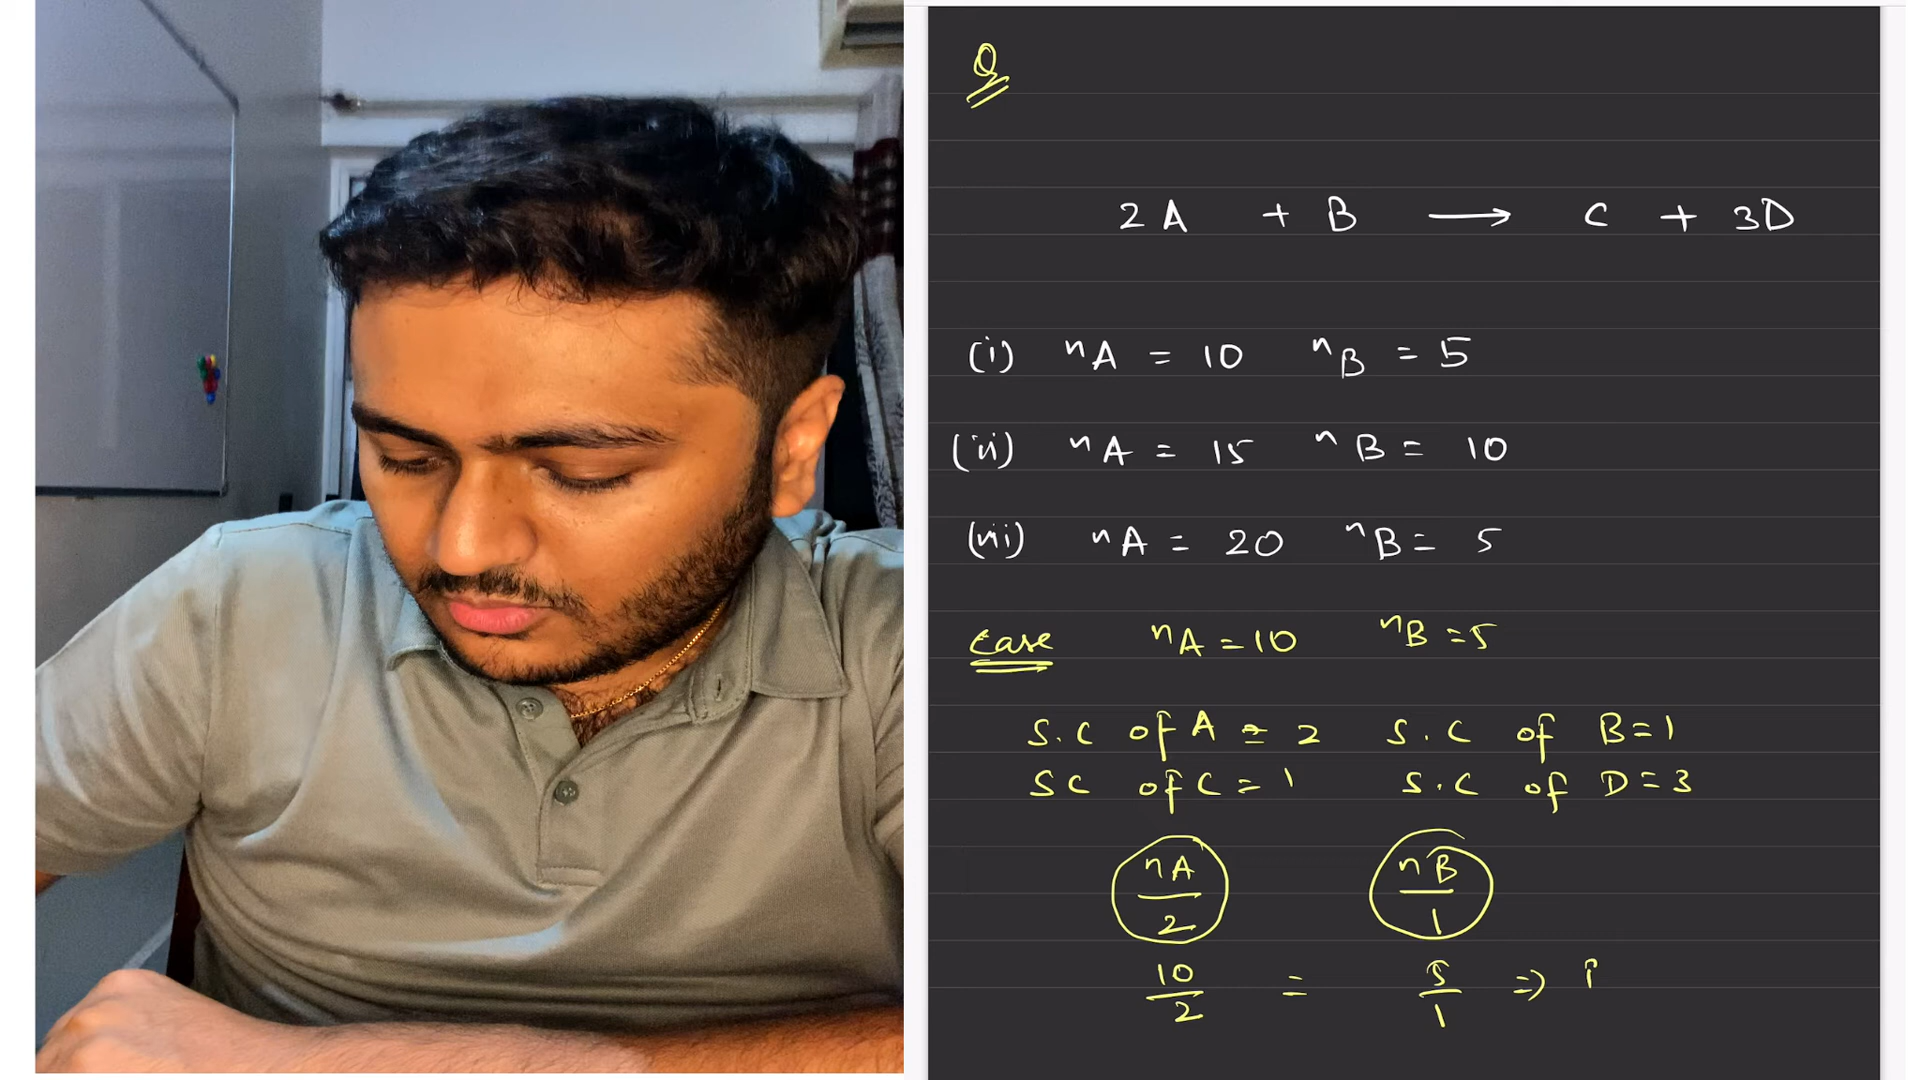 Q
2A + B ⟶ C + 3D
(i) nA = 10 nB = 5
(ii) nA = 15 nB = 10
(iii) nA = 20 nB = 5
Case nA = 10 nB = 5
S.C of A = 2 S.C of B = 1
SC of C = 1 S.C of D = 3
nA/2 nB/1
10/2 = 5/1 ⇒